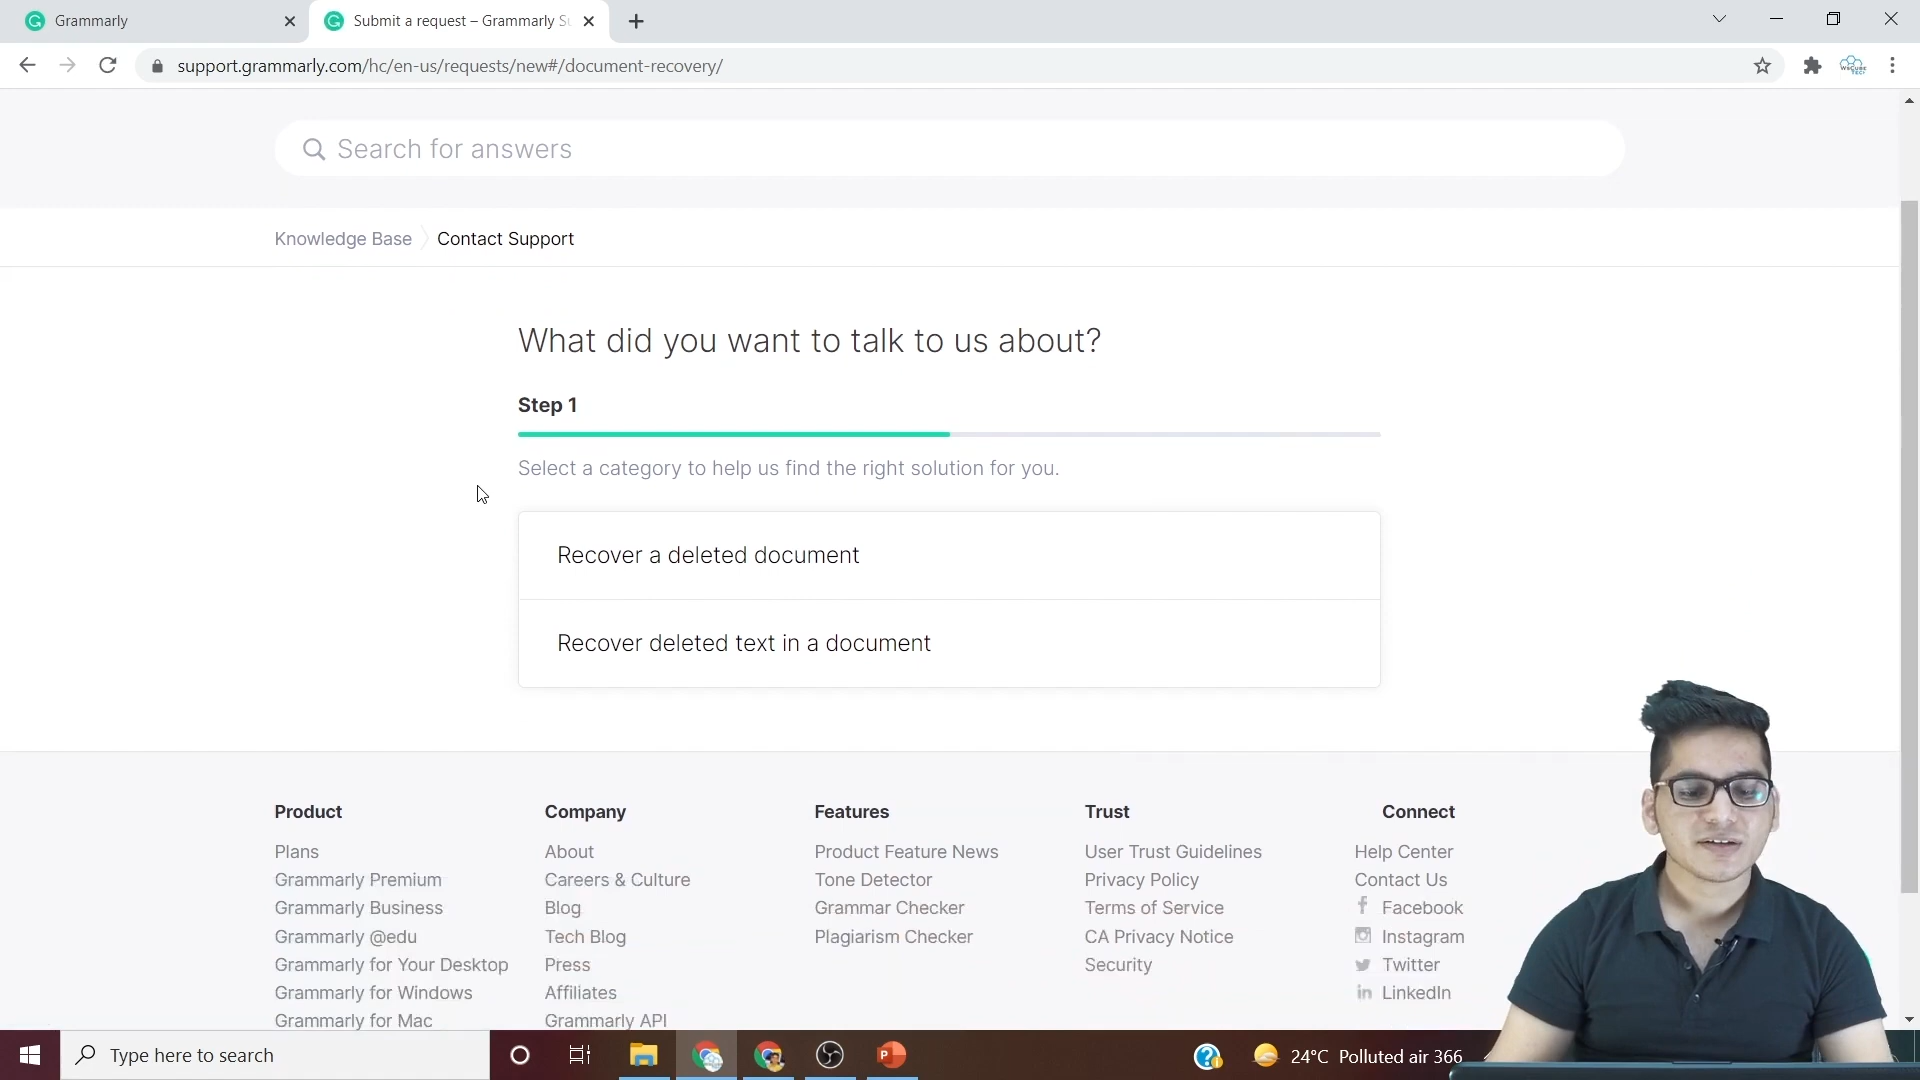 Grammarly
Submit a request – Grammarly Su
support.grammarly.com/hc/en-us/requests/new#/document-recovery/
WsCube
TECH
Search for answers
Knowledge Base
Contact Support
What did you want to talk to us about?
Step 1
Select a category to help us find the right solution for you.
Recover a deleted document
Recover deleted text in a document
Product
Plans
Grammarly Premium
Grammarly Business
Grammarly @edu
Grammarly for Your Desktop
Grammarly for Windows
Grammarly for Mac
Company
About
Careers & Culture
Blog
Tech Blog
Press
Affiliates
Grammarly API
Features
Product Feature News
Tone Detector
Grammar Checker
Plagiarism Checker
Trust
User Trust Guidelines
Privacy Policy
Terms of Service
CA Privacy Notice
Security
Connect
Help Center
Contact Us
Facebook
Instagram
Twitter
LinkedIn
Type here to search
24°C Polluted air 366